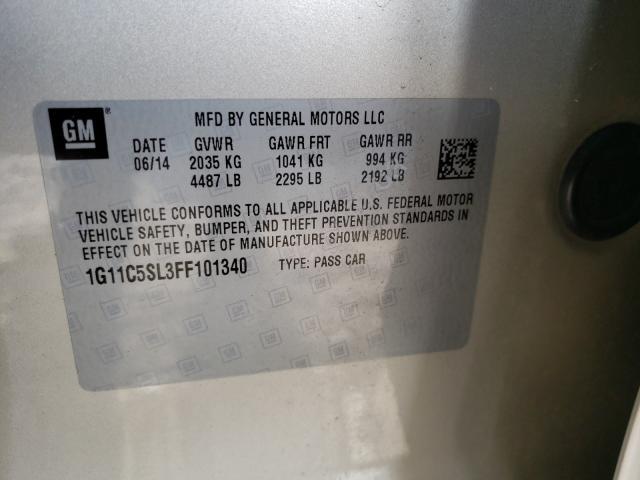 GM
MFD BY GENERAL MOTORS LLC
DATE GVWR GAWR FRT GAWR RR
06/14 2035 KG 1041 KG 994 KG
4487 LB 2295 LB 2192 LB
THIS VEHICLE CONFORMS TO ALL APPLICABLE U.S. FEDERAL MOTOR
VEHICLE SAFETY, BUMPER, AND THEFT PREVENTION STANDARDS IN
EFFECT ON THE DATE OF MANUFACTURE SHOWN ABOVE.
1G11C5SL3FF101340 TYPE: PASS CAR